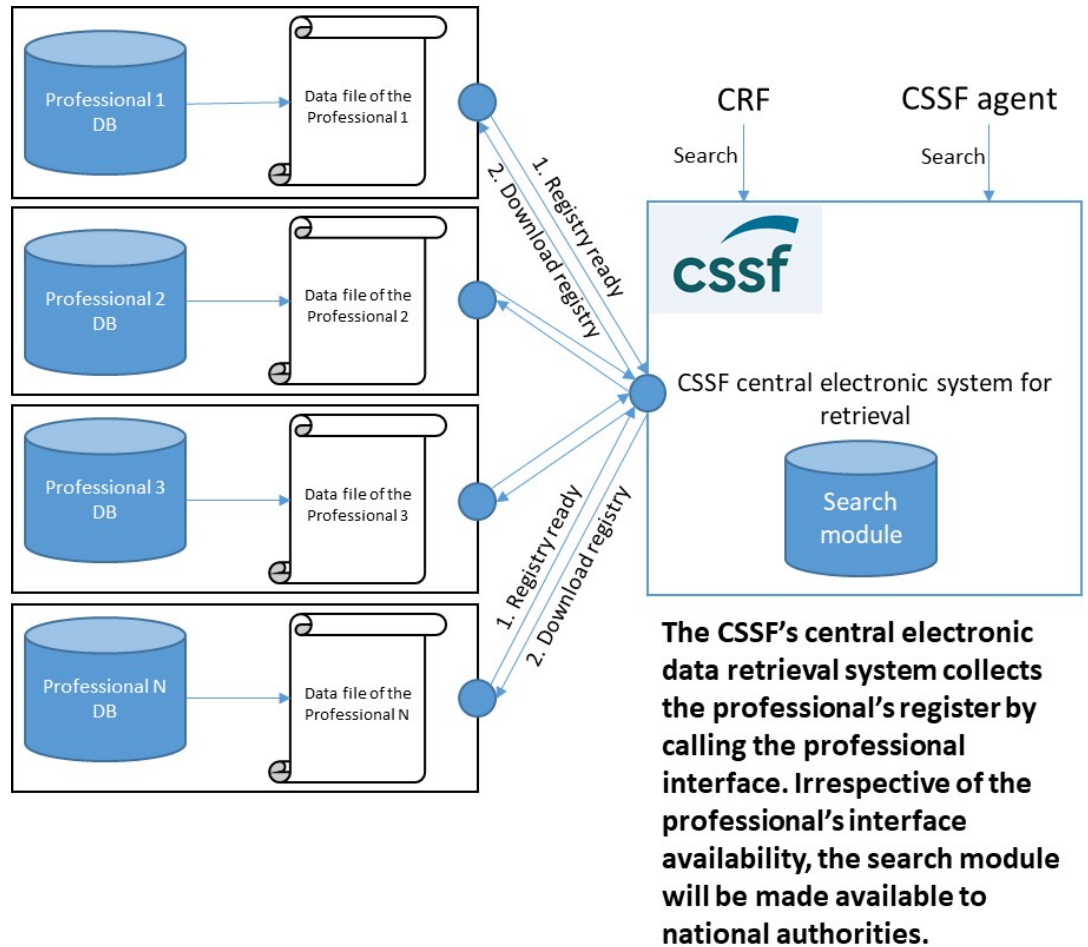 Professional 1
DB
Data file of the
Professional 1
Professional 2
DB
Data file of the
Professional 2
Professional 3
DB
Data file of the
Professional 3
Professional N
DB
Data file of the
Professional N
1. Registry ready
2. Download registry
1. Registry ready
2. Download registry
CRF
CSSF agent
Search
Search
cssf
CSSF central electronic system for
retrieval
Search
module
The CSSF’s central electronic
data retrieval system collects
the professional’s register by
calling the professional
interface. Irrespective of the
professional’s interface
availability, the search module
will be made available to
national authorities.